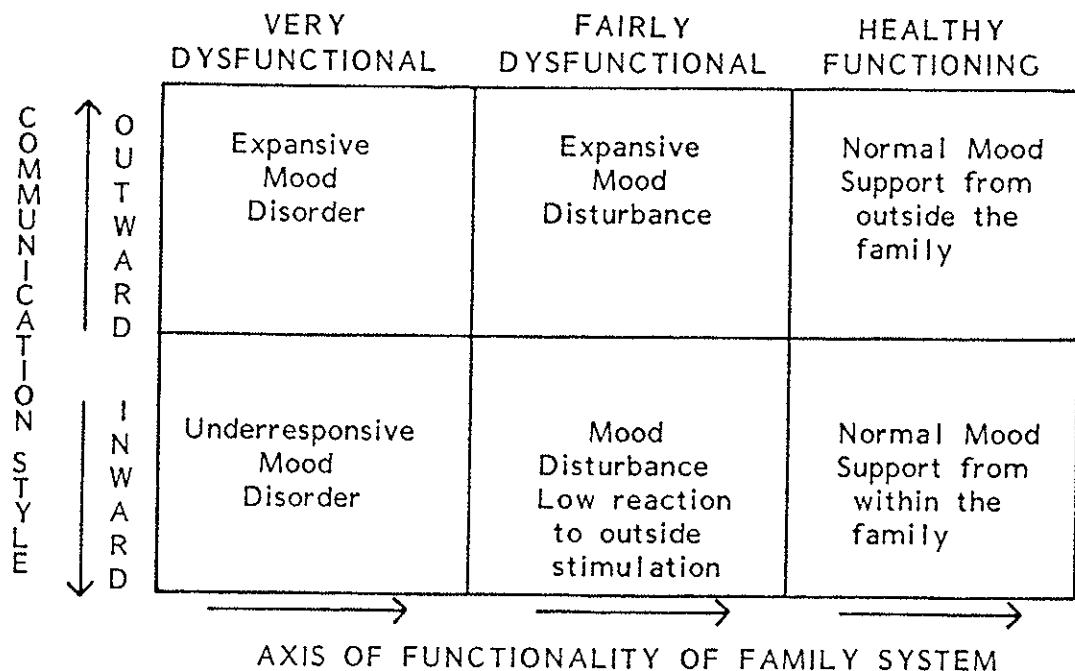 VERY DYSFUNCTIONAL
FAIRLY DYSFUNCTIONAL
HEALTHY FUNCTIONING
COMMUNICATION STYLE
OUTWARD
Expansive
Mood
Disorder
Expansive
Mood
Disturbance
Normal Mood
Support from
outside the
family
INWARD
Underresponsive
Mood
Disorder
Mood
Disturbance
Low reaction
to outside
stimulation
Normal Mood
Support from
within the
family
AXIS OF FUNCTIONALITY OF FAMILY SYSTEM